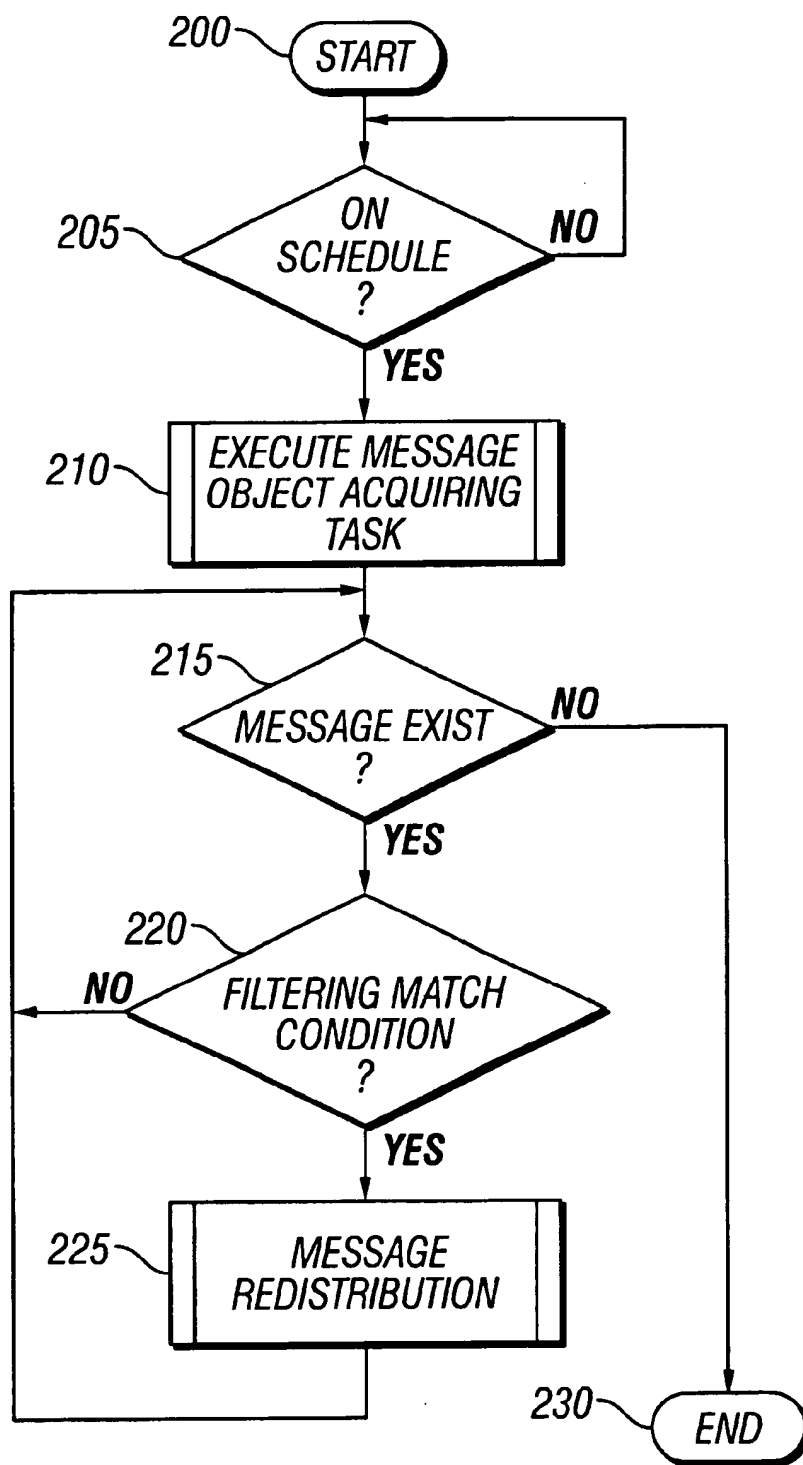 200
START
205
ON
SCHEDULE
?
NO
YES
210
EXECUTE MESSAGE
OBJECT ACQUIRING
TASK
215
MESSAGE EXIST
?
NO
YES
220
FILTERING MATCH
CONDITION
?
NO
YES
225
MESSAGE
REDISTRIBUTION
230
END